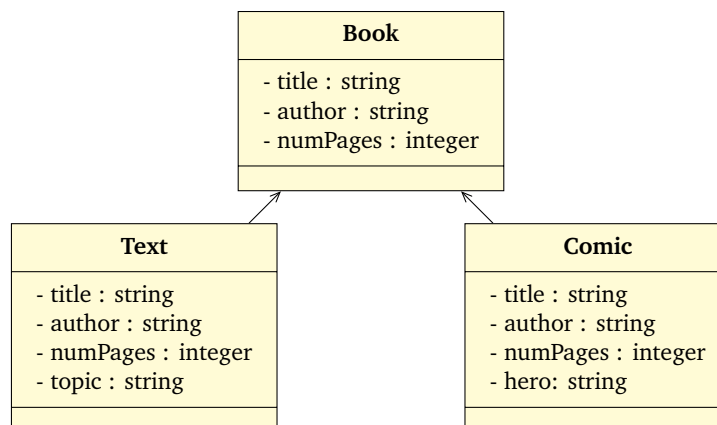 Book
- title : string
- author : string
- numPages : integer
Text
- title : string
- author : string
- numPages : integer
- topic : string
Comic
- title : string
- author : string
- numPages : integer
- hero: string